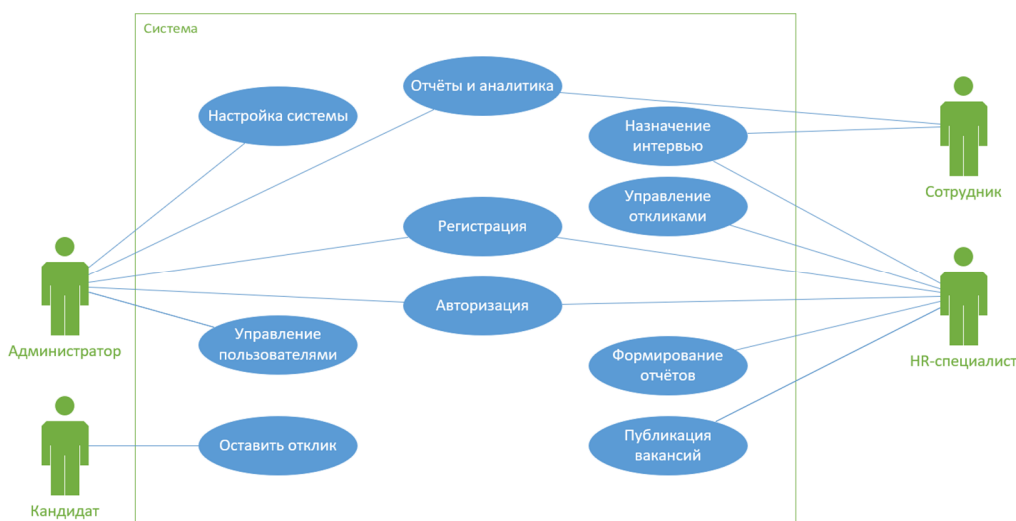 Система
Отчёты и аналитика
Настройка системы
Назначение
интервью
Сотрудник
Управление
откликами
Регистрация
Авторизация
Администратор
Управление
пользователями
Формирование
отчётов
HR-специалист
Оставить отклик
Публикация
вакансий
Кандидат